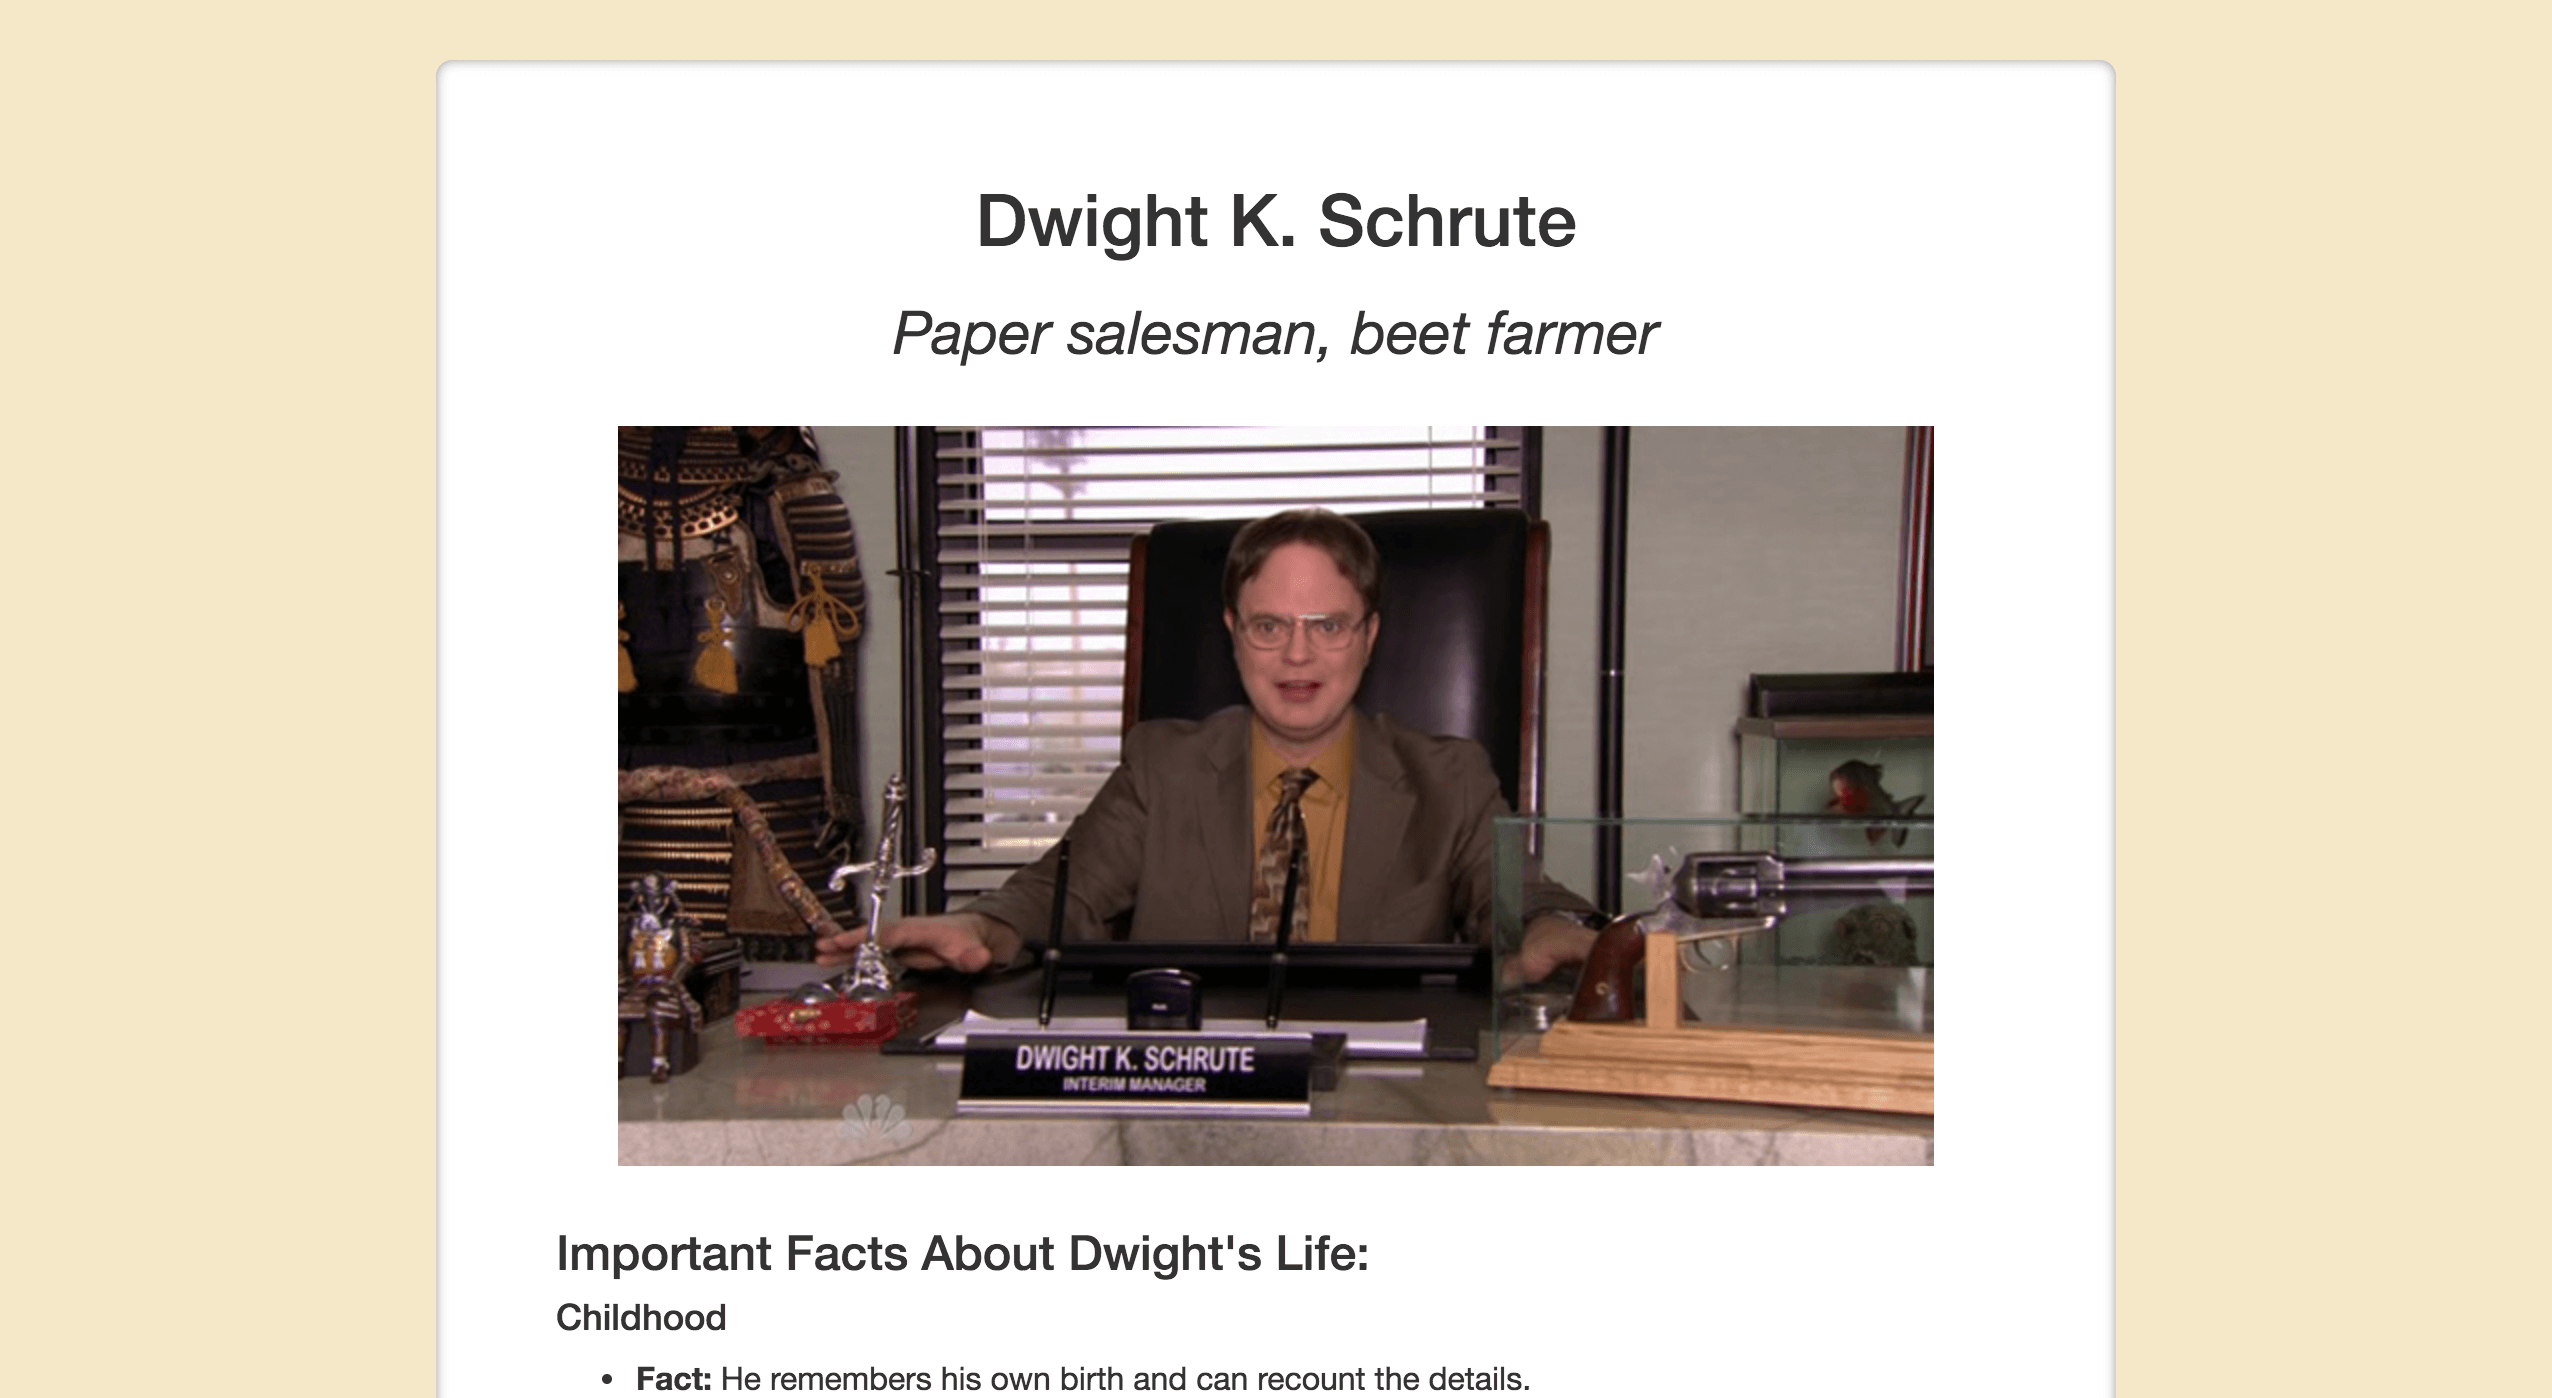 Dwight K. Schrute
Paper salesman, beet farmer
DWIGHT K. SCHRUTE
INTERIM MANAGER
Important Facts About Dwight's Life:
Childhood
• Fact: He remembers his own birth and can recount the details.